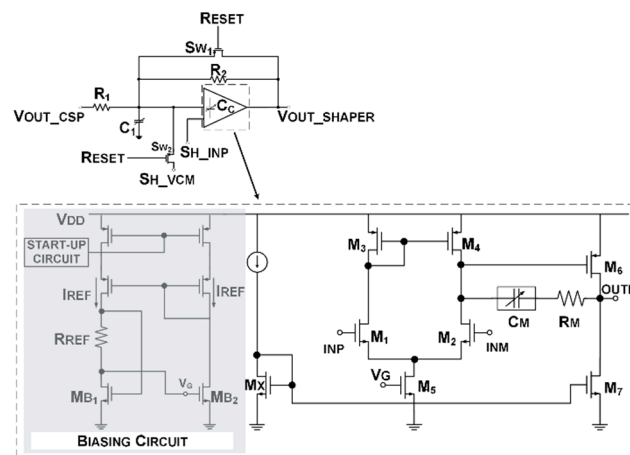 RESET
SW1
R2
R1
VOUT_CSP
CC
VOUT_SHAPER
C1
SW2
SH_INP
RESET
SH_VCM
VDD
START-UP
CIRCUIT
M3
M4
M6
IREF
IREF
OUT
CM
RM
RREF
INP
M1
M2
INM
VG
MX
VG
M5
M7
MB1
MB2
BIASING CIRCUIT